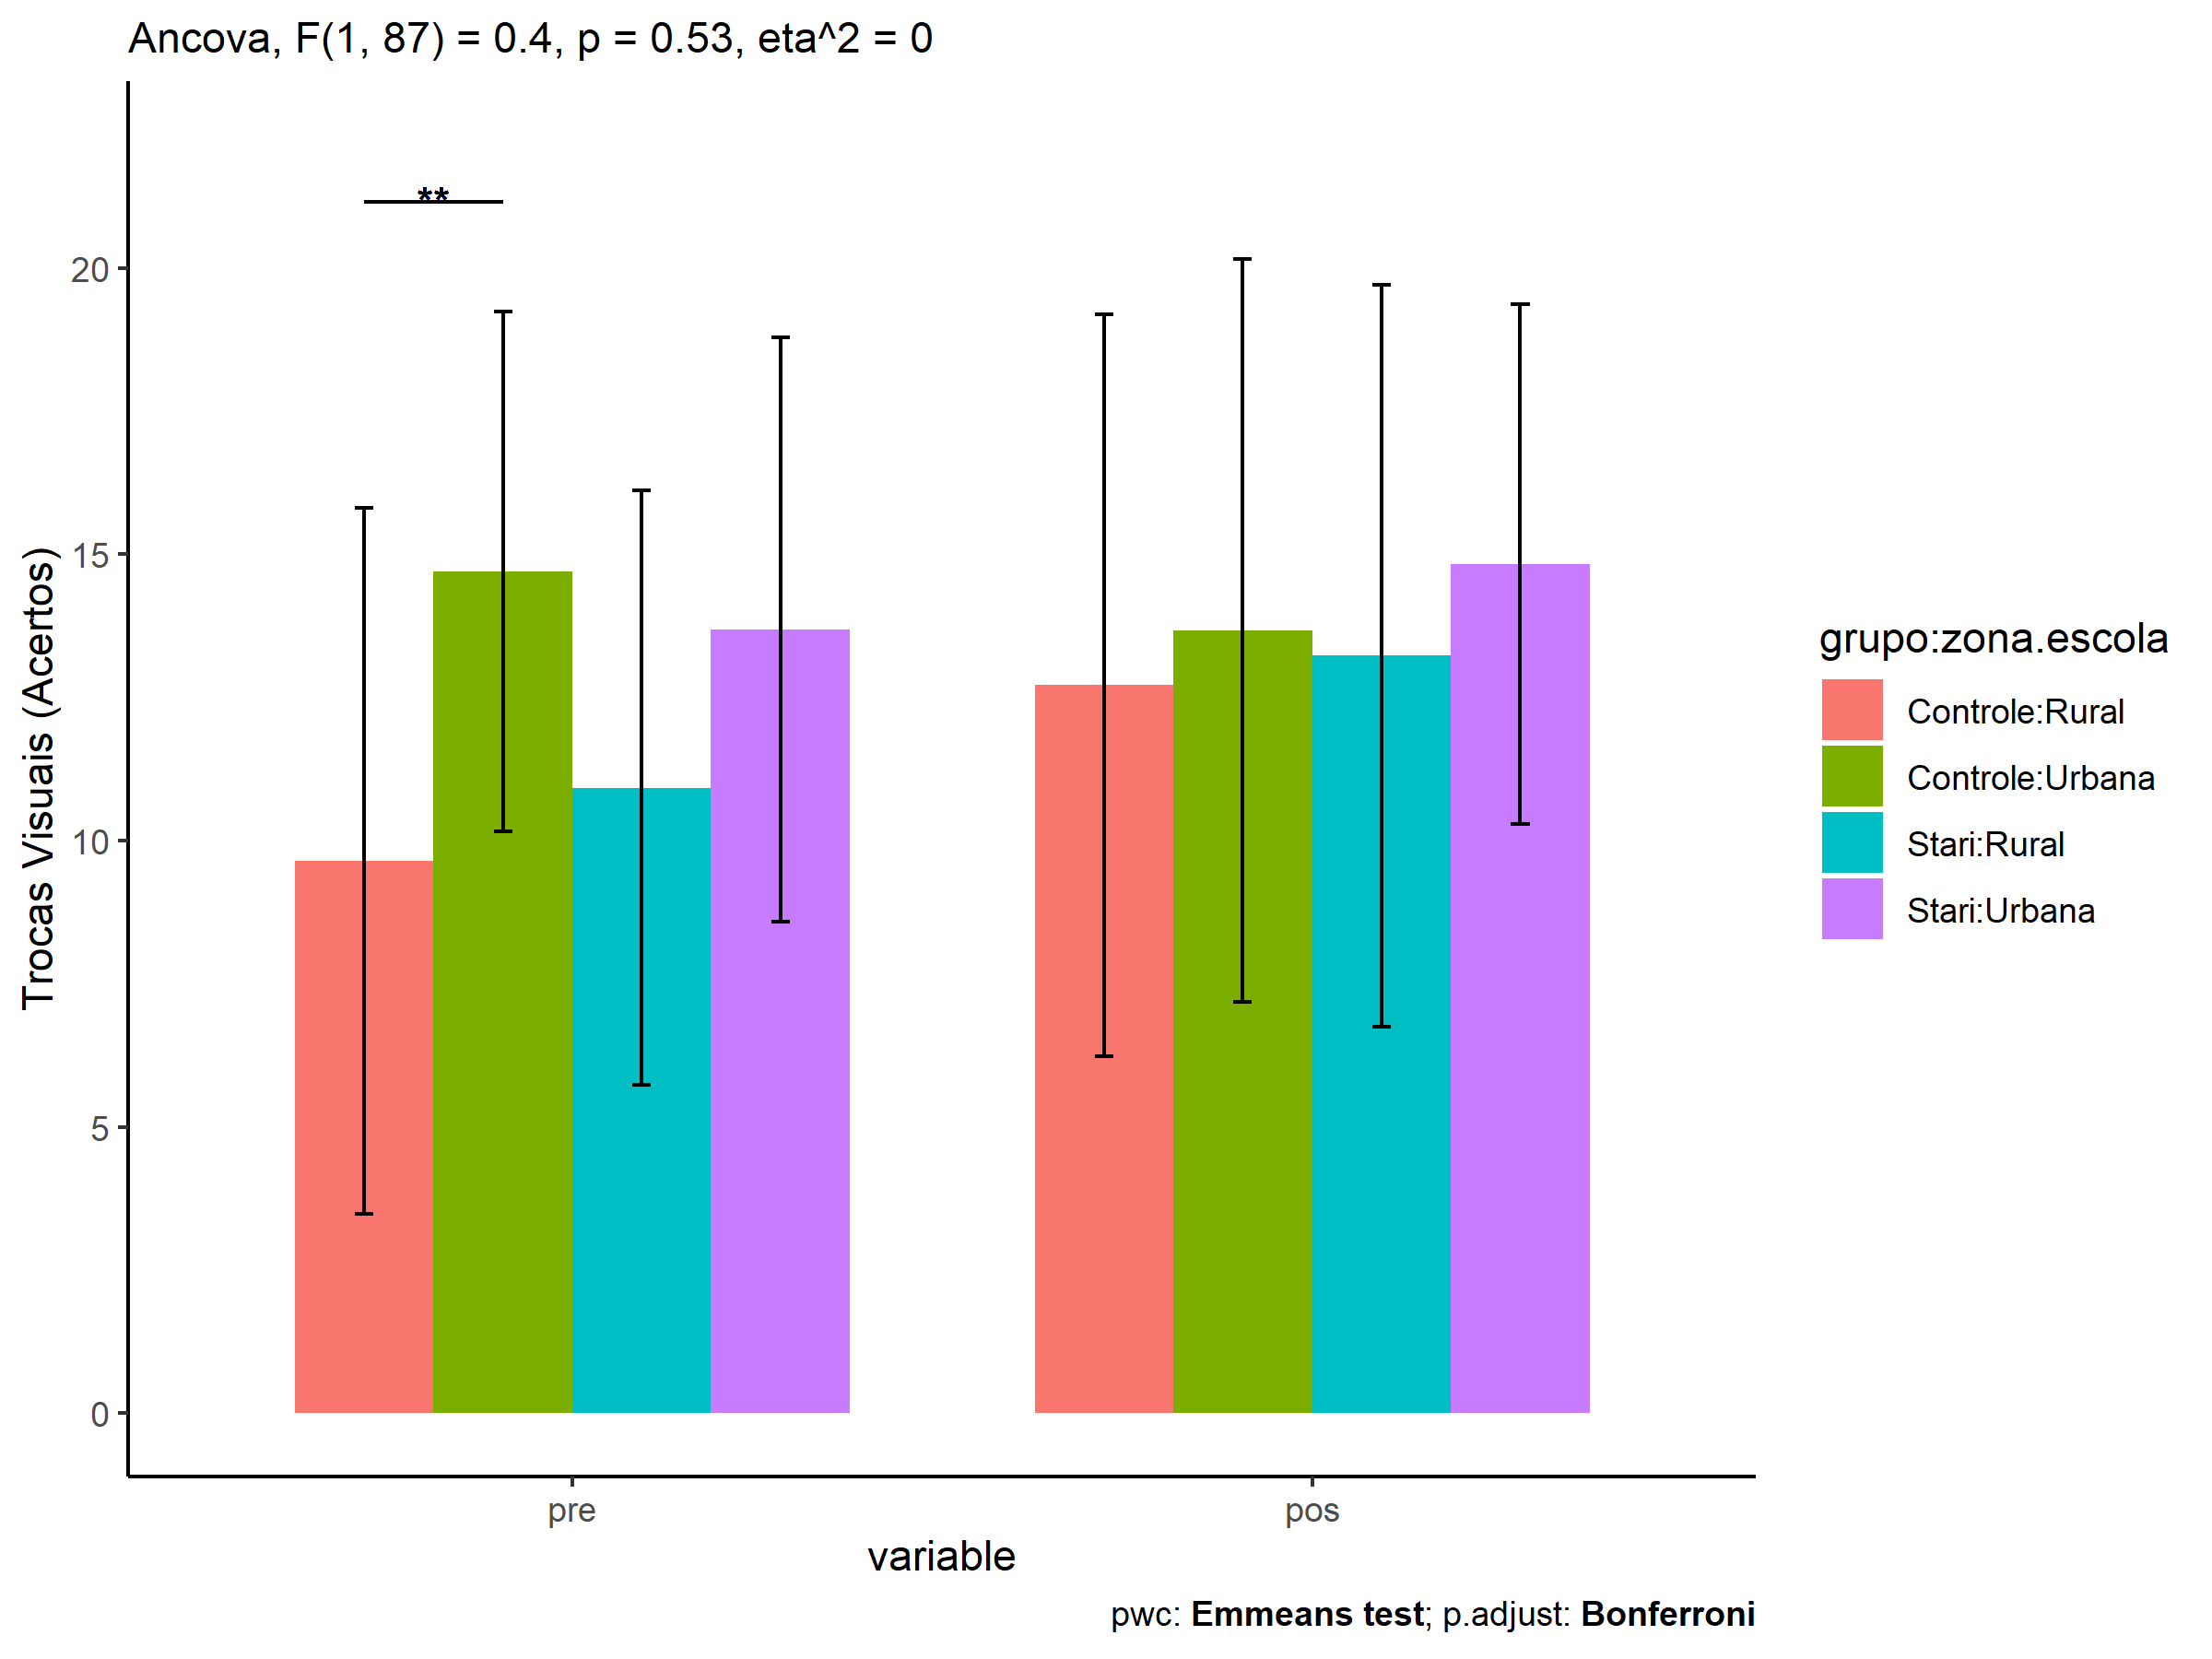 Ancova, F(1, 87) = 0.4, p = 0.53, eta^2 = 0
**
Trocas Visuais (Acertos)
20
15
10
5
0
pre
pos
variable
grupo:zona.escola
Controle:Rural
Controle:Urbana
Stari:Rural
Stari:Urbana
pwc: Emmeans test; p.adjust: Bonferroni